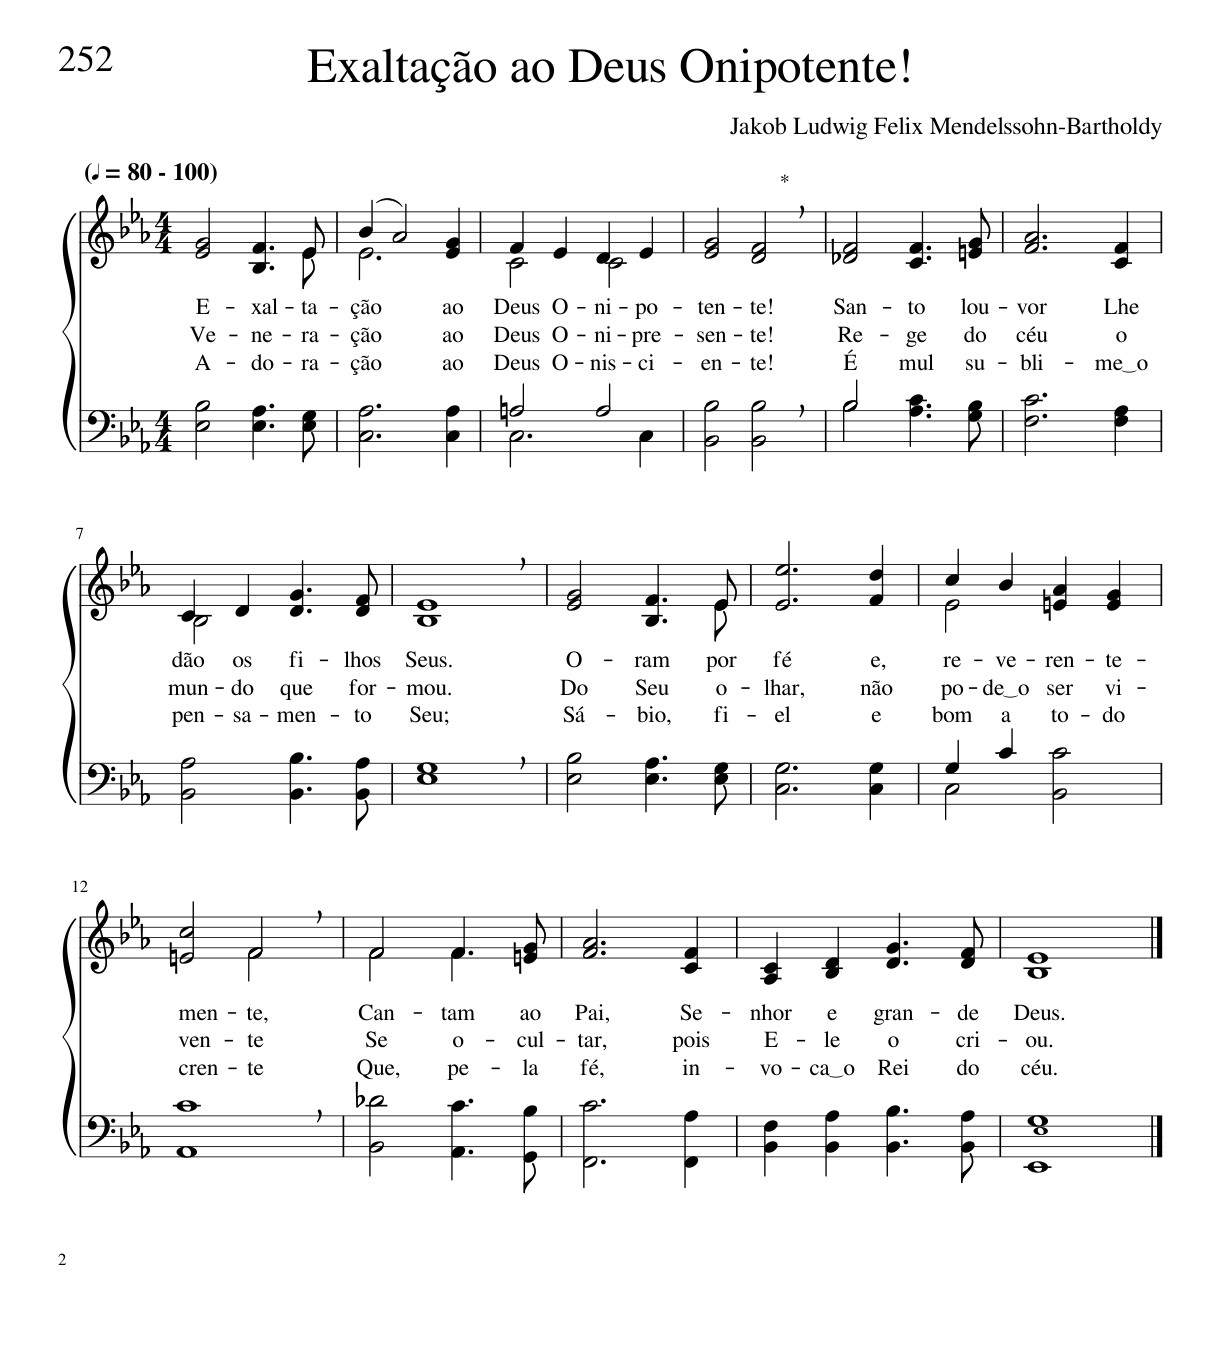 252
Exaltação ao Deus Onipotente!
Jakob Ludwig Felix Mendelssohn-Bartholdy
(♩ = 80 - 100)
*
E – xal – ta – ção ao Deus O – ni – po – ten – te! San – to lou – vor Lhe
Ve – ne – ra – ção ao Deus O – ni – pre – sen – te! Re – ge do céu o
A – do – ra – ção ao Deus O – nis – ci – en – te! É mul su – bli – me‿o
7
dão os fi – lhos Seus. O – ram por fé e, re – ve – ren – te –
mun – do que for – mou. Do Seu o – lhar, não po – de‿o ser vi –
pen – sa – men – to Seu; Sá – bio, fi – el e bom a to – do
12
men – te, Can – tam ao Pai, Se – nhor e gran – de Deus.
ven – te Se o – cul – tar, pois E – le o cri – ou.
cren – te Que, pe – la fé, in – vo – ca‿o Rei do céu.
2